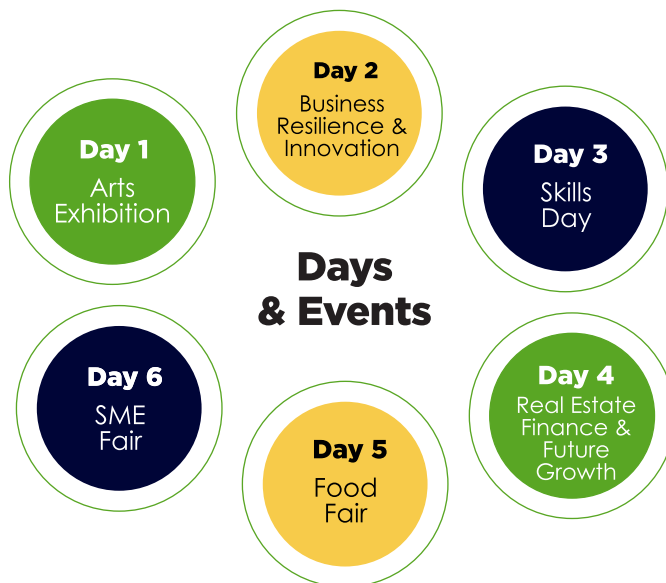 Day 1
Arts
Exhibition
Day 2
Business
Resilience &
Innovation
Day 3
Skills
Day
Days
& Events
Day 4
Real Estate
Finance &
Future
Growth
Day 5
Food
Fair
Day 6
SME
Fair